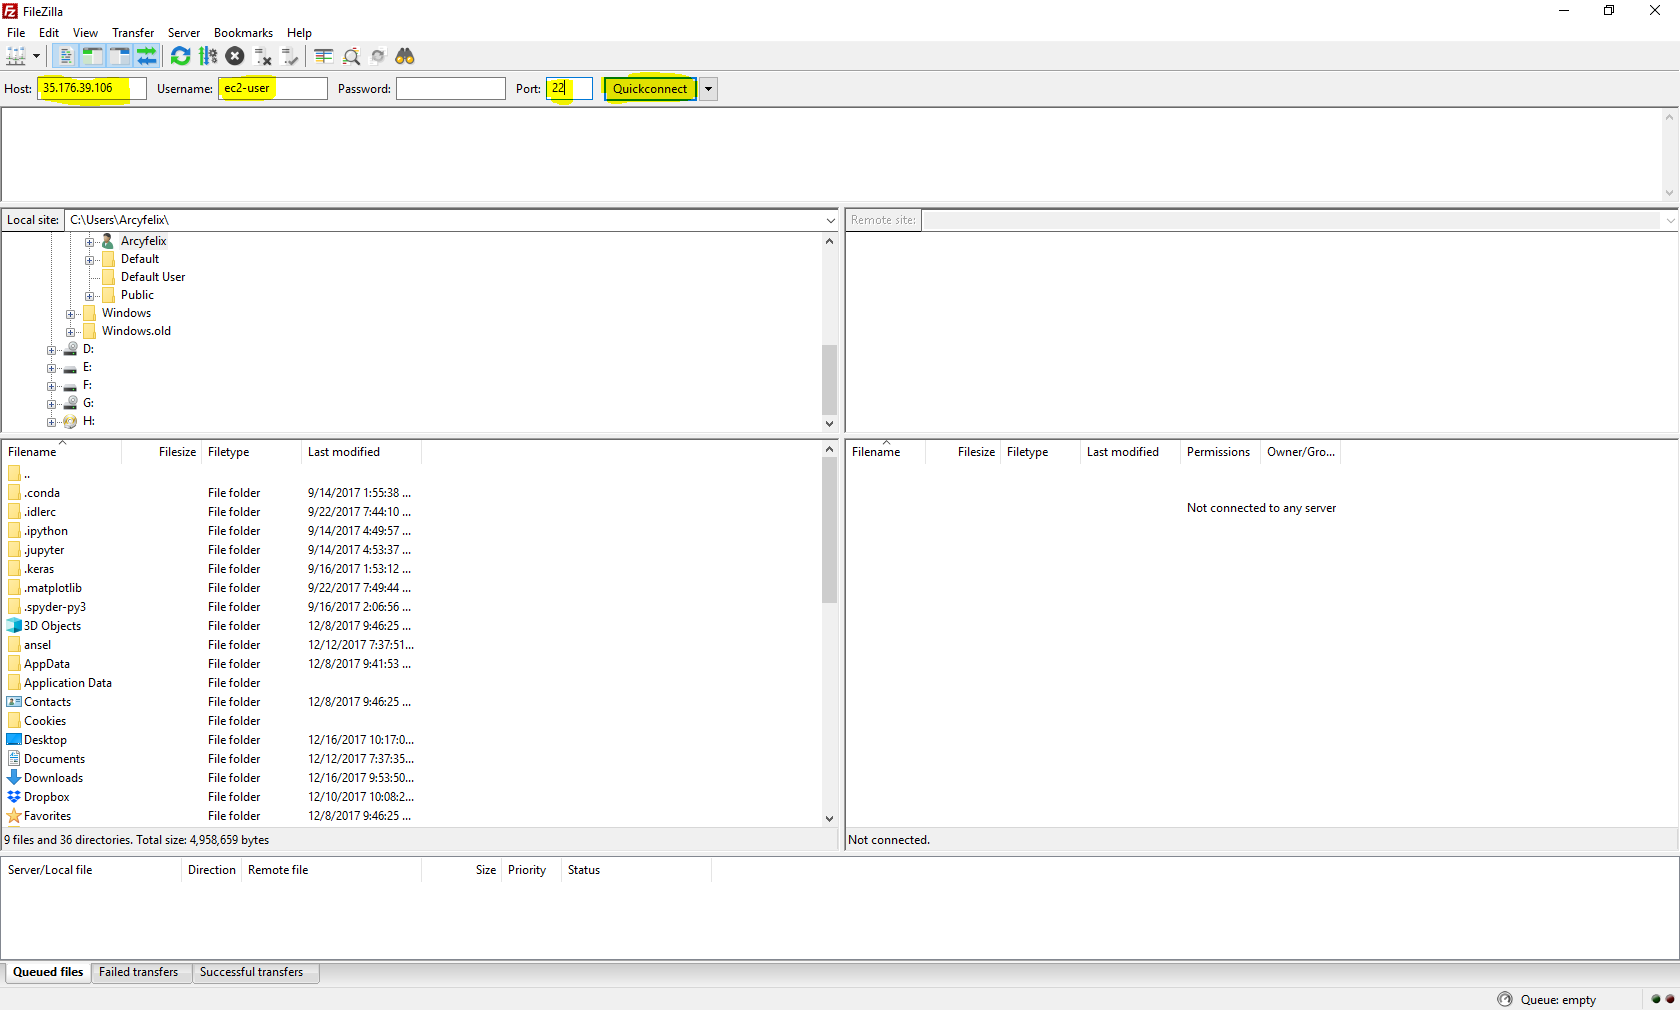 FileZilla
File Edit View Transfer Server Bookmarks Help
Host: 35.176.39.106 Username: ec2-user Password: Port: 22 Quickconnect
Local site: C:\Users\Arcyfelix\
Remote site:
Arcyfelix
Default
Default User
Public
Windows
Windows.old
D:
E:
F:
G:
H:
Filename Filesize Filetype Last modified
..
.conda File folder 9/14/2017 1:55:38 ...
.idlerc File folder 9/22/2017 7:44:10 ...
.ipython File folder 9/14/2017 4:49:57 ...
.jupyter File folder 9/14/2017 4:53:37 ...
.keras File folder 9/16/2017 1:53:12 ...
.matplotlib File folder 9/22/2017 7:49:44 ...
.spyder-py3 File folder 9/16/2017 2:06:56 ...
3D Objects File folder 12/8/2017 9:46:25 ...
ansel File folder 12/12/2017 7:37:51...
AppData File folder 12/8/2017 9:41:53 ...
Application Data File folder
Contacts File folder 12/8/2017 9:46:25 ...
Cookies File folder
Desktop File folder 12/16/2017 10:17:0...
Documents File folder 12/12/2017 7:37:35...
Downloads File folder 12/16/2017 9:53:50...
Dropbox File folder 12/10/2017 10:08:2...
Favorites File folder 12/8/2017 9:46:25 ...
9 files and 36 directories. Total size: 4,958,659 bytes
Filename Filesize Filetype Last modified Permissions Owner/Gro...
Not connected to any server
Not connected.
Server/Local file Direction Remote file Size Priority Status
Queued files Failed transfers Successful transfers
Queue: empty